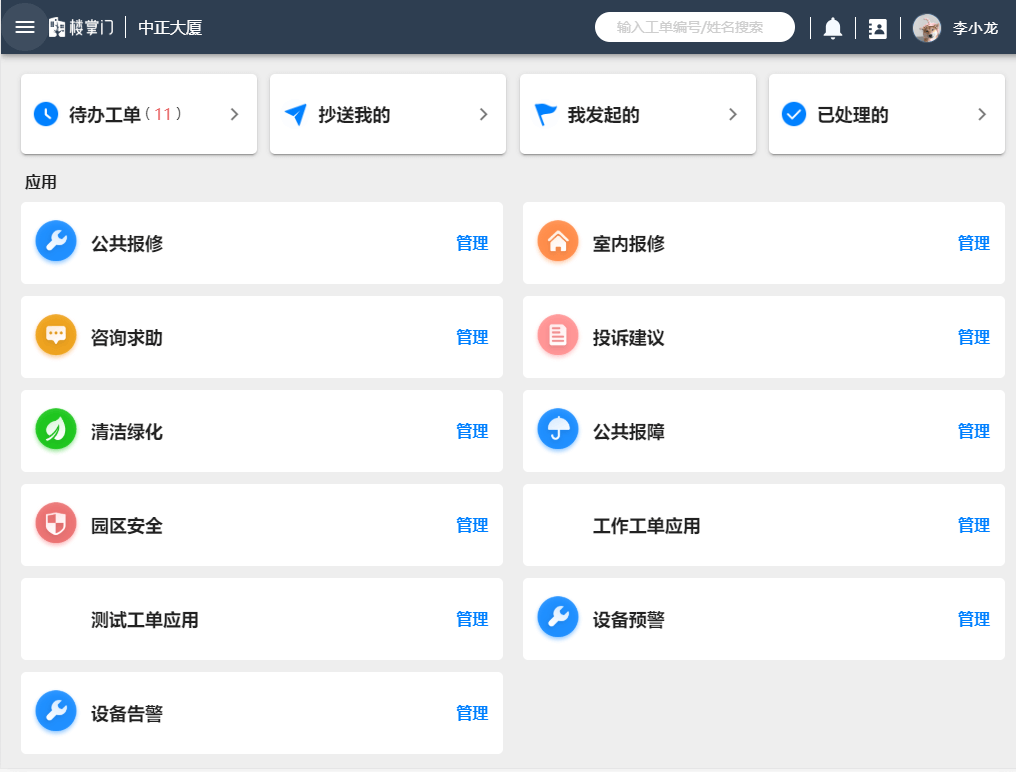 楼掌门 中正大厦 输入工单编号/姓名搜索 李小龙
待办工单(11) 抄送我的 我发起的 已处理的
应用
公共报修 管理 室内报修 管理
咨询求助 管理 投诉建议 管理
清洁绿化 管理 公共报障 管理
园区安全 管理 工作工单应用 管理
测试工单应用 管理 设备预警 管理
设备告警 管理